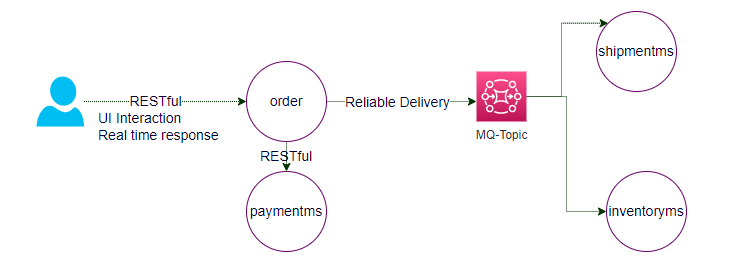 RESTful
UI Interaction
Real time response
order
RESTful
paymentms
Reliable Delivery
MQ-Topic
shipmentms
inventoryms